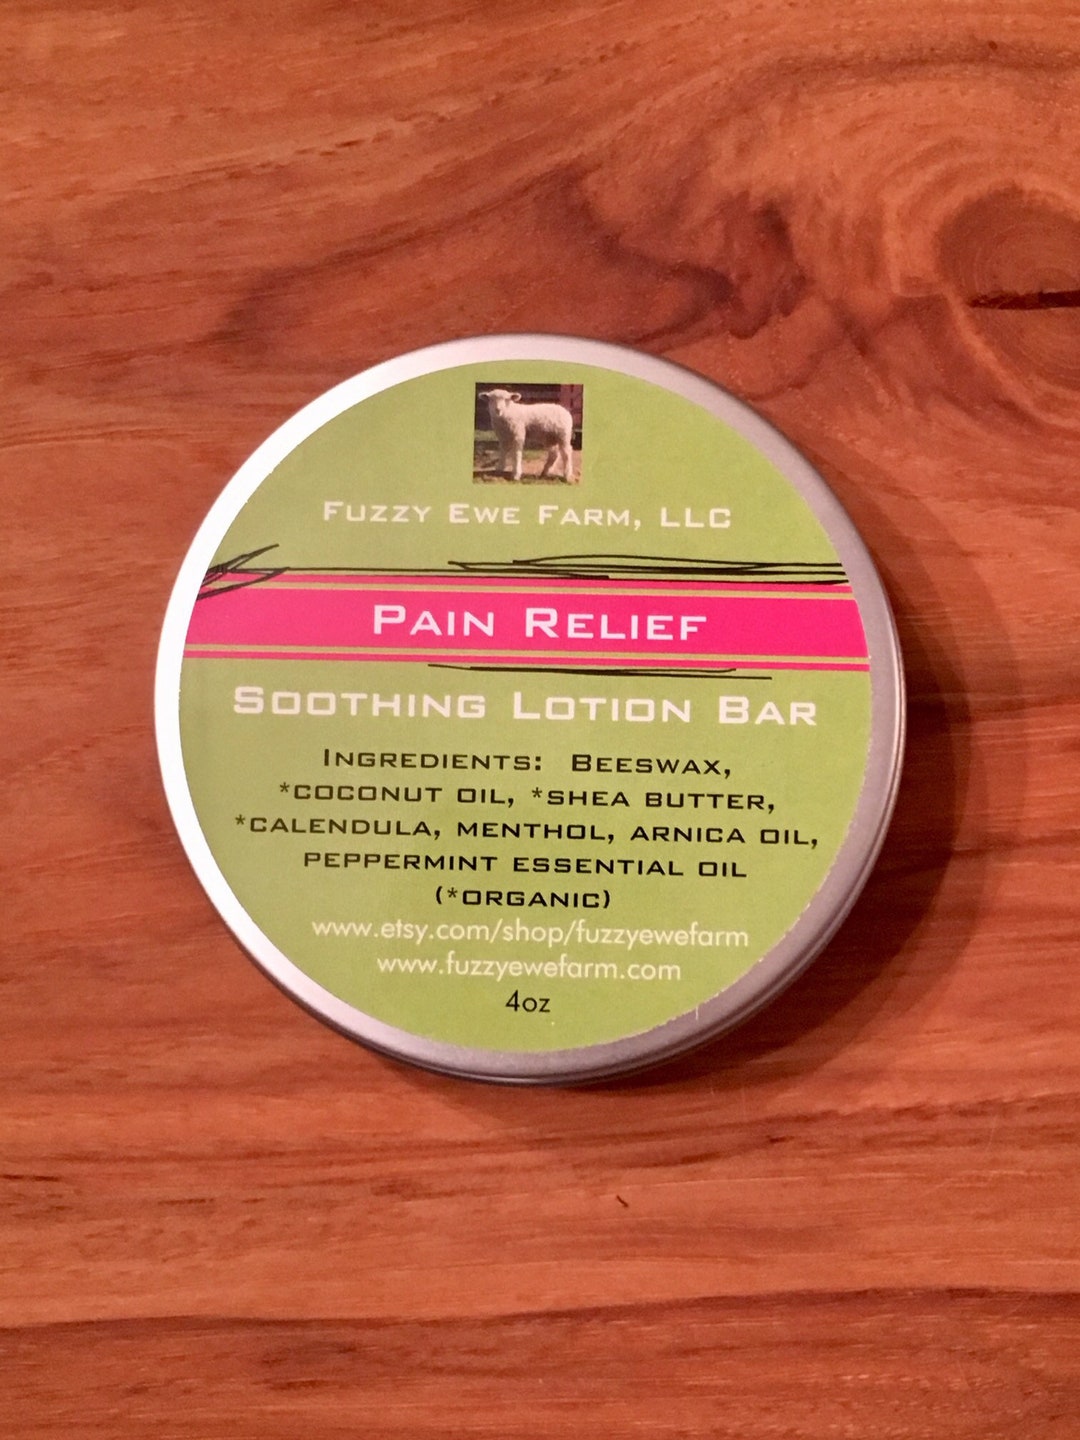 Fuzzy Ewe Farm, LLC
Pain Relief
Soothing Lotion Bar
Ingredients: Beeswax,
*coconut oil, *shea butter,
*calendula, menthol, arnica oil,
peppermint essential oil
(*organic)
www.etsy.com/shop/fuzzyewefarm
www.fuzzyewefarm.com
4oz